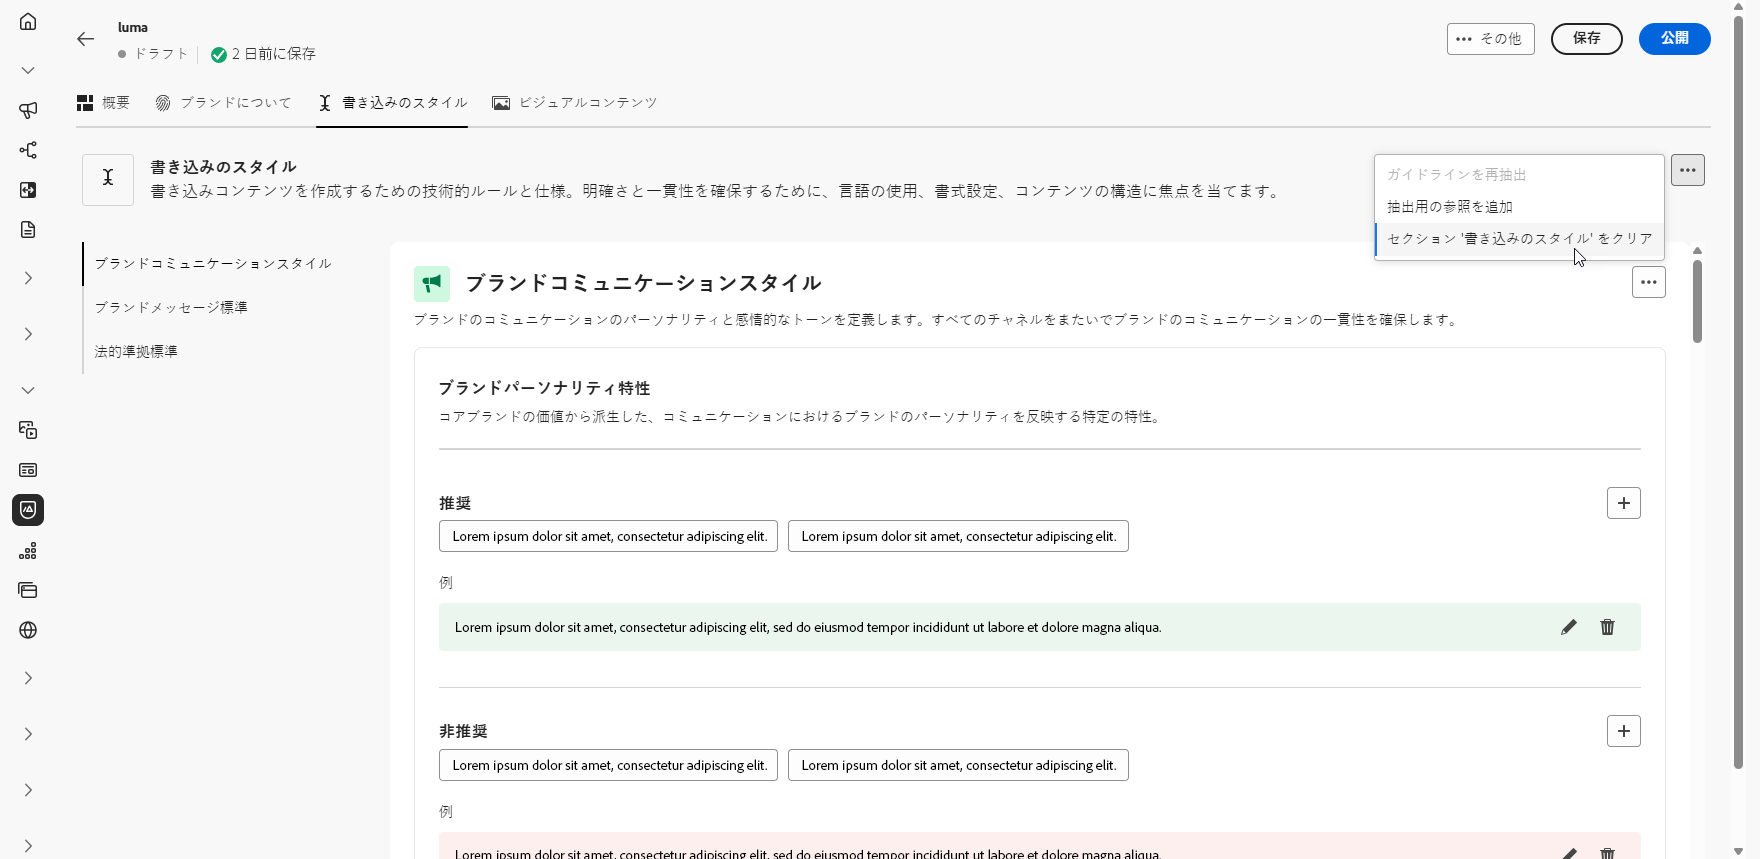 luma
ドラフト
2 日前に保存
その他
保存
公開
概要
ブランドについて
書き込みのスタイル
ビジュアルコンテンツ
書き込みのスタイル
書き込みコンテンツを作成するための技術的ルールと仕様。明確さと一貫性を確保するために、言語の使用、書式設定、コンテンツの構造に焦点を当てます。
ガイドラインを再抽出
抽出用の参照を追加
セクション '書き込みのスタイル' をクリア
ブランドコミュニケーションスタイル
ブランドメッセージ標準
法的準拠標準
ブランドコミュニケーションスタイル
ブランドのコミュニケーションのパーソナリティと感情的なトーンを定義します。すべてのチャネルをまたいでブランドのコミュニケーションの一貫性を確保します。
ブランドパーソナリティ特性
コアブランドの価値から派生した、コミュニケーションにおけるブランドのパーソナリティを反映する特定の特性。
推奨
Lorem ipsum dolor sit amet, consectetur adipiscing elit.
Lorem ipsum dolor sit amet, consectetur adipiscing elit.
例
Lorem ipsum dolor sit amet, consectetur adipiscing elit, sed do eiusmod tempor incididunt ut labore et dolore magna aliqua.
非推奨
Lorem ipsum dolor sit amet, consectetur adipiscing elit.
Lorem ipsum dolor sit amet, consectetur adipiscing elit.
例
Lorem ipsum dolor sit amet, consectetur adipiscing elit, sed do eiusmod tempor incididunt ut labore et dolore magna aliqua.